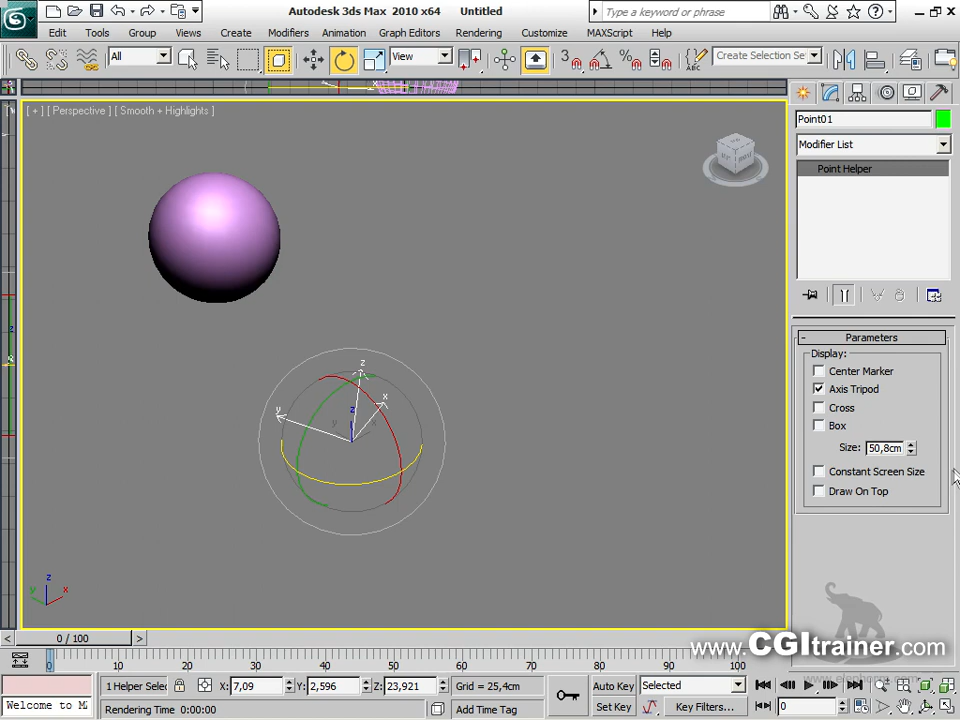 Autodesk 3ds Max 2010 x64 Untitled
Type a keyword or phrase
Edit Tools Group Views Create Modifiers Animation Graph Editors Rendering Customize MAXScript Help
All View Create Selection Se
[ + ] [ Perspective ] [ Smooth + Highlights ]
Point01
Modifier List
Point Helper
- Parameters
Display:
Center Marker
Axis Tripod
Cross
Box
Size: 50,8cm
Constant Screen Size
Draw On Top
z
x
y
z
y x
z
y x
www.CGItrainer.com
< 0 / 100 >
0 10 20 30 40 50 60 70 80 90 100
1 Helper Selec X: 7,09 Y: 2,596 Z: 23,921 Grid = 25,4cm Auto Key Selected
Welcome to M Rendering Time 0:00:00 Add Time Tag Set Key Key Filters... 0